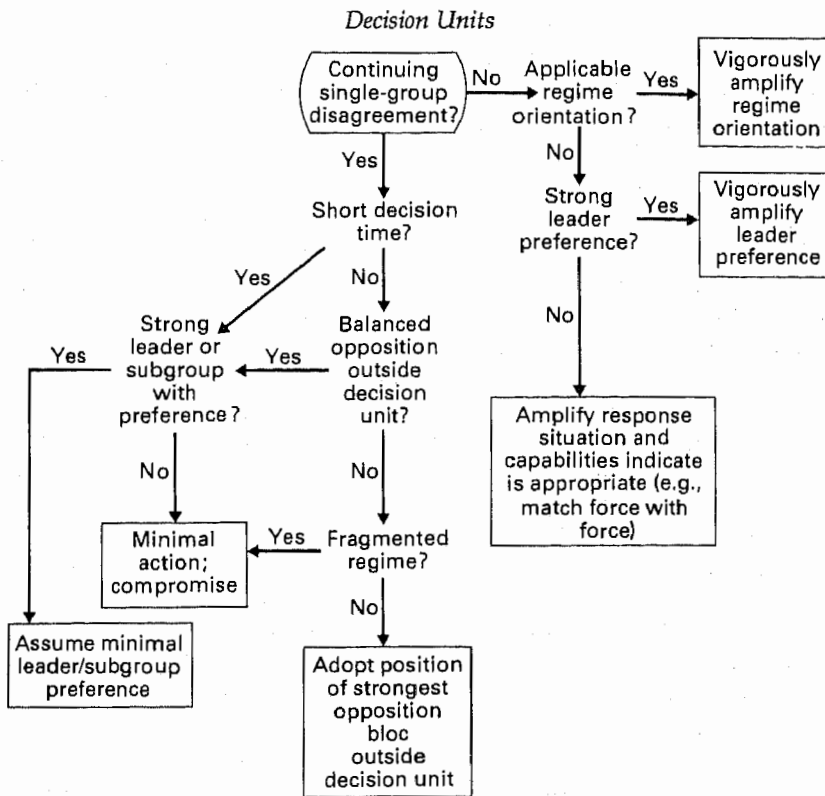 Decision Units
Continuing
single-group
disagreement?
No
Applicable
regime
orientation?
Yes
Vigorously
amplify
regime
orientation
Yes
No
Short decision
time?
Strong
leader
preference?
Yes
Vigorously
amplify
leader
preference
Yes
No
No
Strong
leader or
subgroup
with
preference?
Yes
Yes
Balanced
opposition
outside
decision
unit?
Amplify response
situation and
capabilities indicate
is appropriate (e.g.,
match force with
force)
No
No
Minimal
action;
compromise
Yes
Fragmented
regime?
No
Assume minimal
leader/subgroup
preference
Adopt position
of strongest
opposition
bloc
outside
decision unit